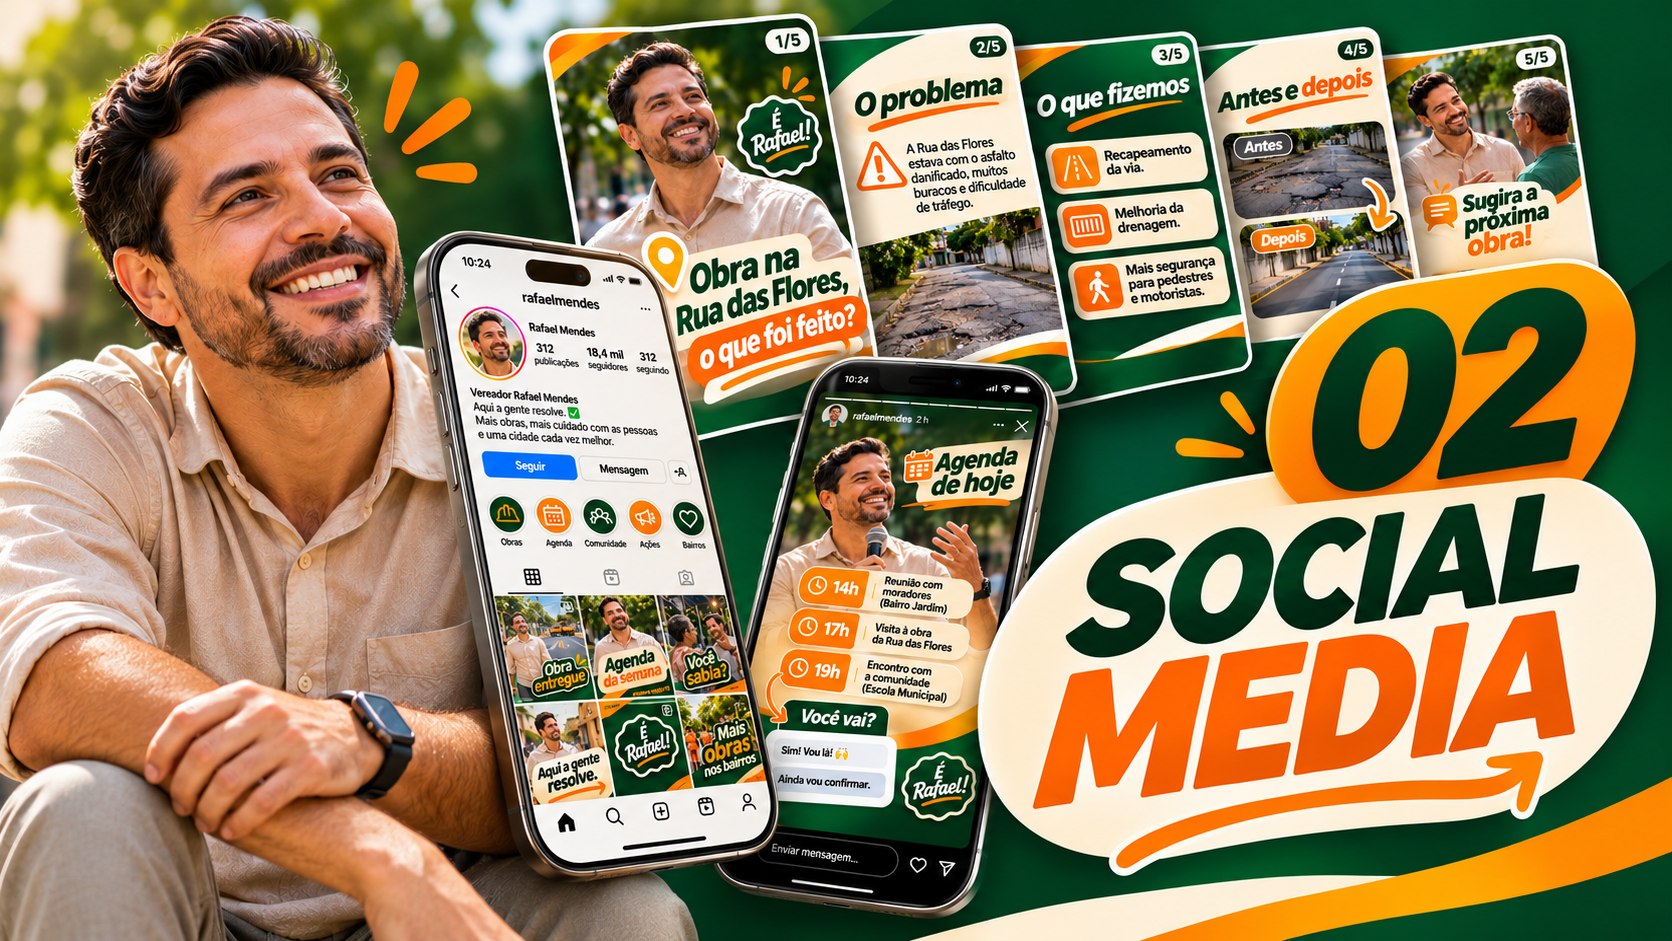 1/5
É
Rafael!
Obra na
Rua das Flores,
o que foi feito?
2/5
O problema
A Rua das Flores
estava com o asfalto
danificado, muitos
buracos e dificuldade
de tráfego.
3/5
O que fizemos
Recapeamento
da via.
Melhoria da
drenagem.
Mais segurança
para pedestres
e motoristas.
4/5
Antes e depois
Antes
Depois
5/5
Sugira a
próxima
obra!
10:24
rafaelmendes
Rafael Mendes
312
publicações
18,4 mil
seguidores
312
seguindo
Vereador Rafael Mendes
Aqui a gente resolve. ✅
Mais obras, mais cuidado com as pessoas
e uma cidade cada vez melhor.
Seguir
Mensagem
Obras
Agenda
Comunidade
Ações
Bairros
Obra
entregue
Agenda
da semana
Você
sabia?
Aqui a gente
resolve.
É
Rafael!
Mais
obras
nos bairros
10:24
rafaelmendes 2 h
Agenda
de hoje
14h
Reunião com
moradores
(Bairro Jardim)
17h
Visita à obra
da Rua das Flores
19h
Encontro com
a comunidade
(Escola Municipal)
Você vai?
Sim! Vou lá! 🙌
Ainda vou confirmar.
É
Rafael!
Enviar mensagem...
02
SOCIAL
MEDIA